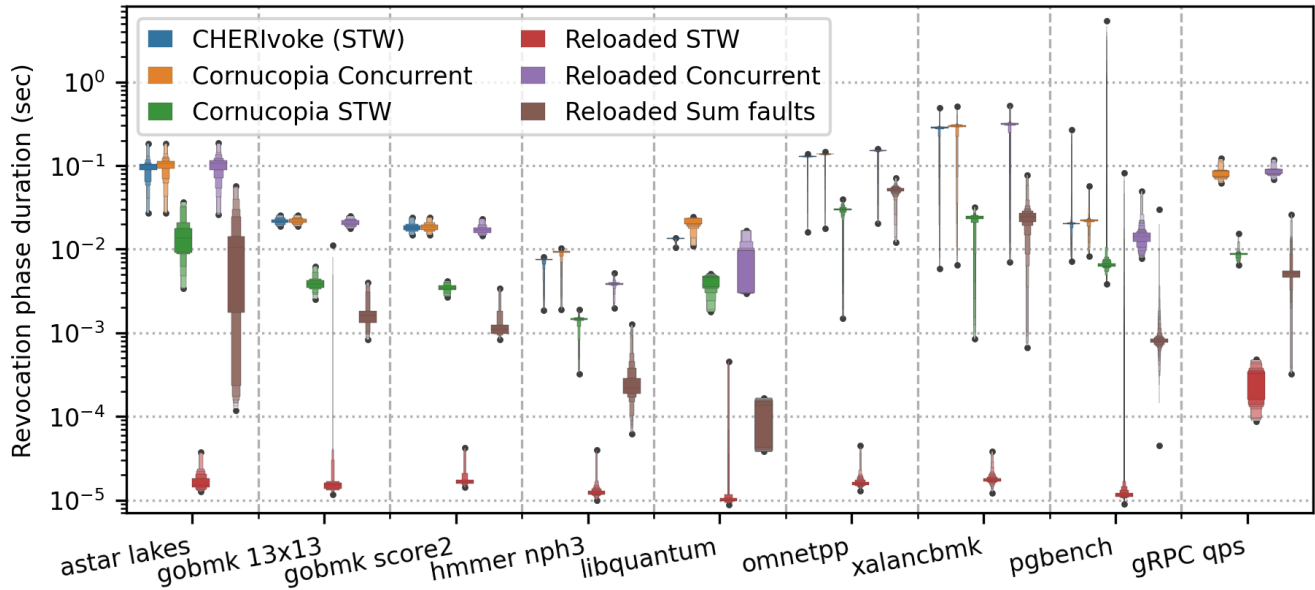 CHERIvoke (STW)
Cornucopia Concurrent
Cornucopia STW
Reloaded STW
Reloaded Concurrent
Reloaded Sum faults
Revocation phase duration (sec)
10⁰
10⁻¹
10⁻²
10⁻³
10⁻⁴
10⁻⁵
astar lakes
gobmk 13x13
gobmk score2
hmmer nph3
libquantum
omnetpp
xalancbmk
pgbench
gRPC qps